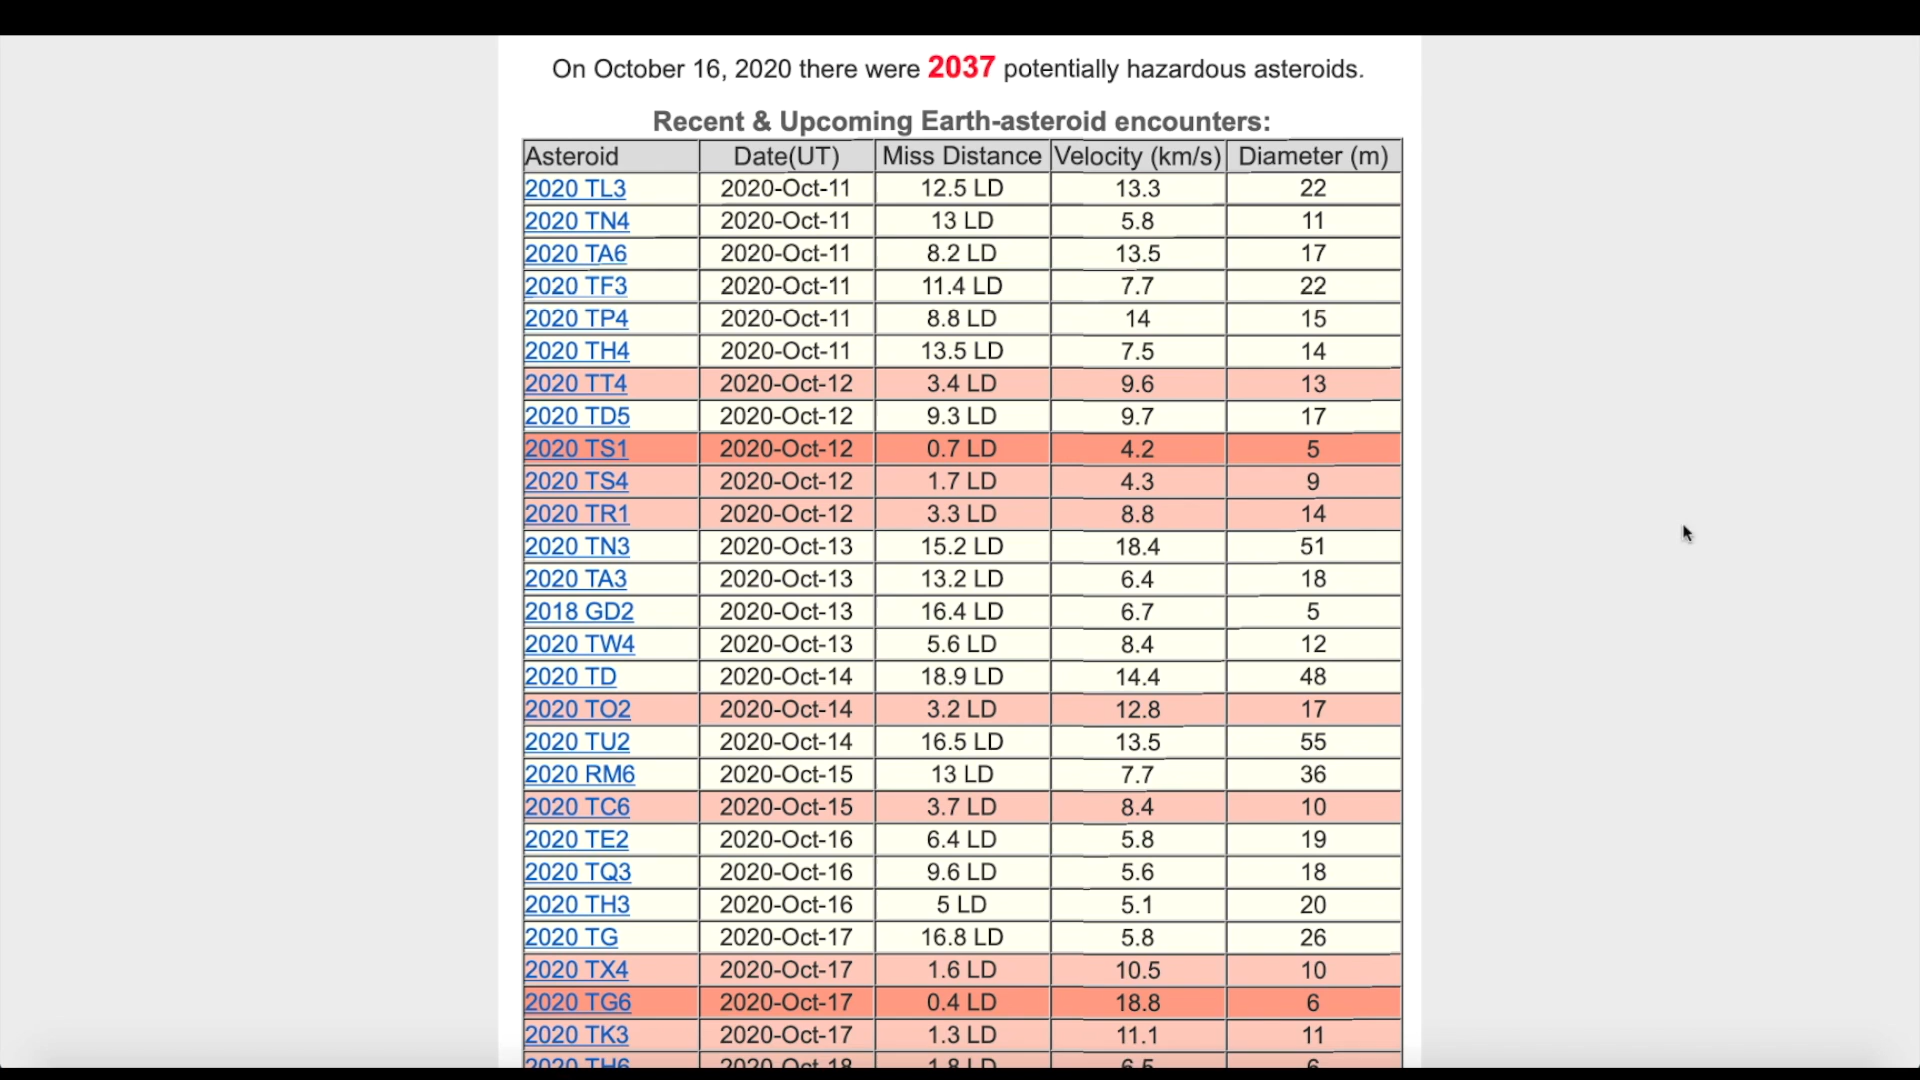 On October 16, 2020 there were 2037 potentially hazardous asteroids.
Recent & Upcoming Earth-asteroid encounters:
Asteroid Date(UT) Miss Distance Velocity (km/s) Diameter (m)
2020 TL3 2020-Oct-11 12.5 LD 13.3 22
2020 TN4 2020-Oct-11 13 LD 5.8 11
2020 TA6 2020-Oct-11 8.2 LD 13.5 17
2020 TF3 2020-Oct-11 11.4 LD 7.7 22
2020 TP4 2020-Oct-11 8.8 LD 14 15
2020 TH4 2020-Oct-11 13.5 LD 7.5 14
2020 TT4 2020-Oct-12 3.4 LD 9.6 13
2020 TD5 2020-Oct-12 9.3 LD 9.7 17
2020 TS1 2020-Oct-12 0.7 LD 4.2 5
2020 TS4 2020-Oct-12 1.7 LD 4.3 9
2020 TR1 2020-Oct-12 3.3 LD 8.8 14
2020 TN3 2020-Oct-13 15.2 LD 18.4 51
2020 TA3 2020-Oct-13 13.2 LD 6.4 18
2018 GD2 2020-Oct-13 16.4 LD 6.7 5
2020 TW4 2020-Oct-13 5.6 LD 8.4 12
2020 TD 2020-Oct-14 18.9 LD 14.4 48
2020 TO2 2020-Oct-14 3.2 LD 12.8 17
2020 TU2 2020-Oct-14 16.5 LD 13.5 55
2020 RM6 2020-Oct-15 13 LD 7.7 36
2020 TC6 2020-Oct-15 3.7 LD 8.4 10
2020 TE2 2020-Oct-16 6.4 LD 5.8 19
2020 TQ3 2020-Oct-16 9.6 LD 5.6 18
2020 TH3 2020-Oct-16 5 LD 5.1 20
2020 TG 2020-Oct-17 16.8 LD 5.8 26
2020 TX4 2020-Oct-17 1.6 LD 10.5 10
2020 TG6 2020-Oct-17 0.4 LD 18.8 6
2020 TK3 2020-Oct-17 1.3 LD 11.1 11
2020 TH6 2020-Oct-18 1.8 LD 6.5 6